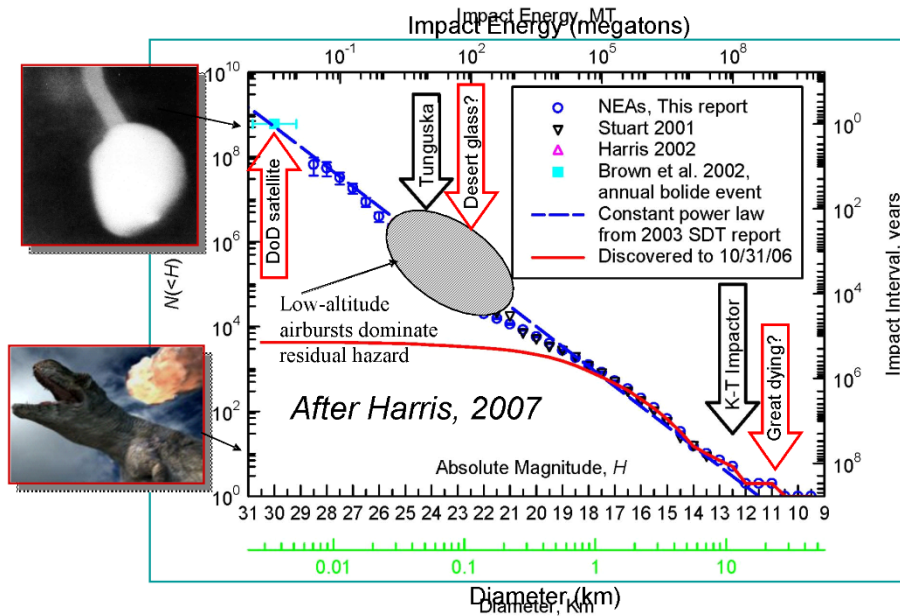 Impact Energy, MT
Impact Energy (megatons)
10^-1 10^2 10^5 10^8
10^10
10^8
10^6
10^4
10^2
10^0
N(<H)
DoD satellite
Tunguska
Desert glass?
NEAs, This report
Stuart 2001
Harris 2002
Brown et al. 2002,
annual bolide event
Constant power law
from 2003 SDT report
Discovered to 10/31/06
Low-altitude
airbursts dominate
residual hazard
K-T Impactor
Great dying?
After Harris, 2007
10^0
10^2
10^4
10^6
10^8
Impact Interval, years
Absolute Magnitude, H
31 30 29 28 27 26 25 24 23 22 21 20 19 18 17 16 15 14 13 12 11 10 9
0.01 0.1 1 10
Diameter (km)
Diameter, Km